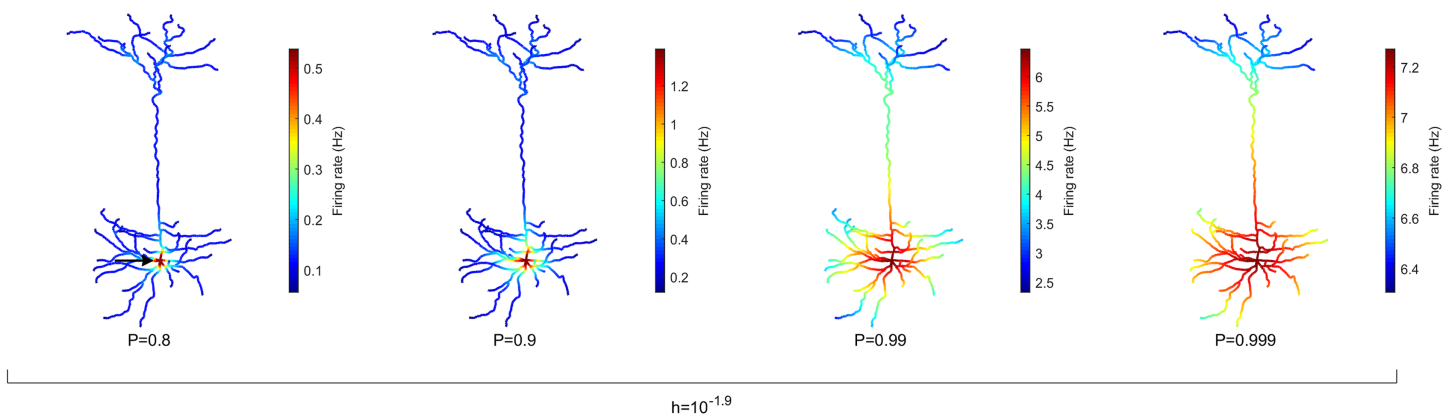 0.5
0.4
0.3
0.2
0.1
Firing rate (Hz)
P=0.8
1.2
1
0.8
0.6
0.4
0.2
Firing rate (Hz)
P=0.9
6
5.5
5
4.5
4
3.5
3
2.5
Firing rate (Hz)
P=0.99
7.2
7
6.8
6.6
6.4
Firing rate (Hz)
P=0.999
h=10^-1.9